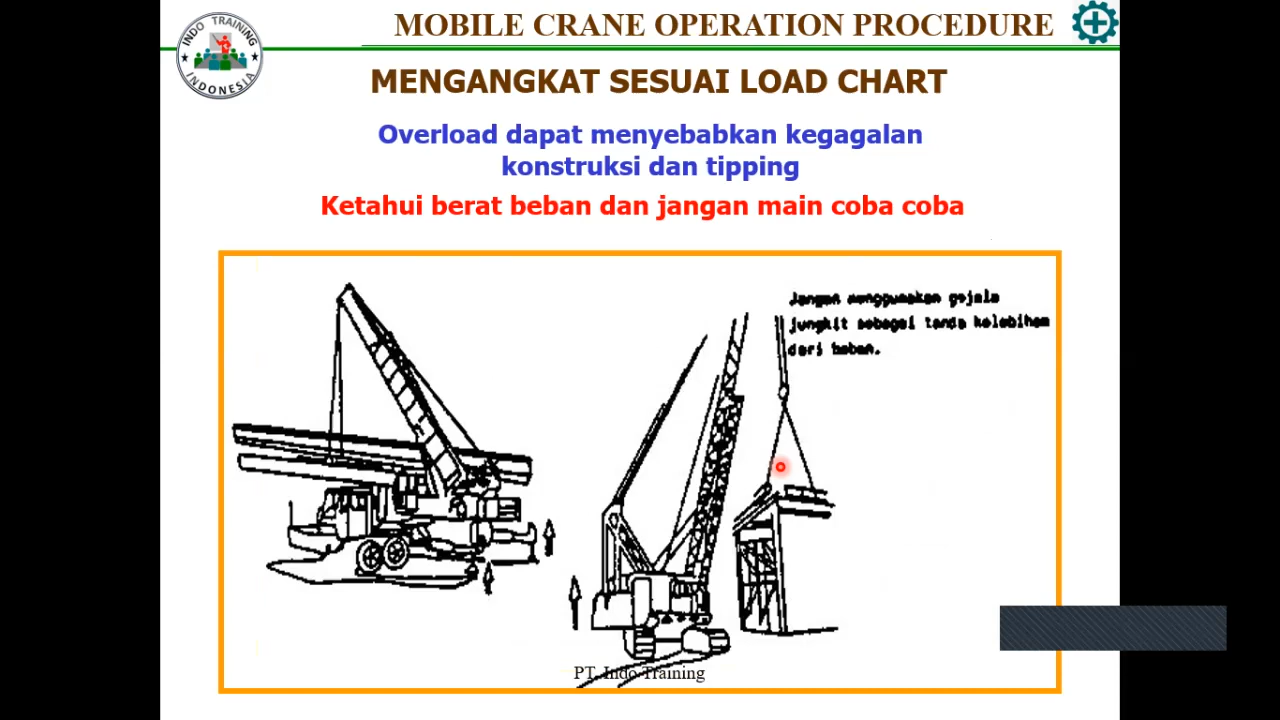 INDO TRAINING
INDONESIA
MOBILE CRANE OPERATION PROCEDURE
MENGANGKAT SESUAI LOAD CHART
Overload dapat menyebabkan kegagalan
konstruksi dan tipping
Ketahui berat beban dan jangan main coba coba
Jangan menggunakan gejala
jungkit sebagai tanda kelebihan
dari beban.
PT. Indo Training